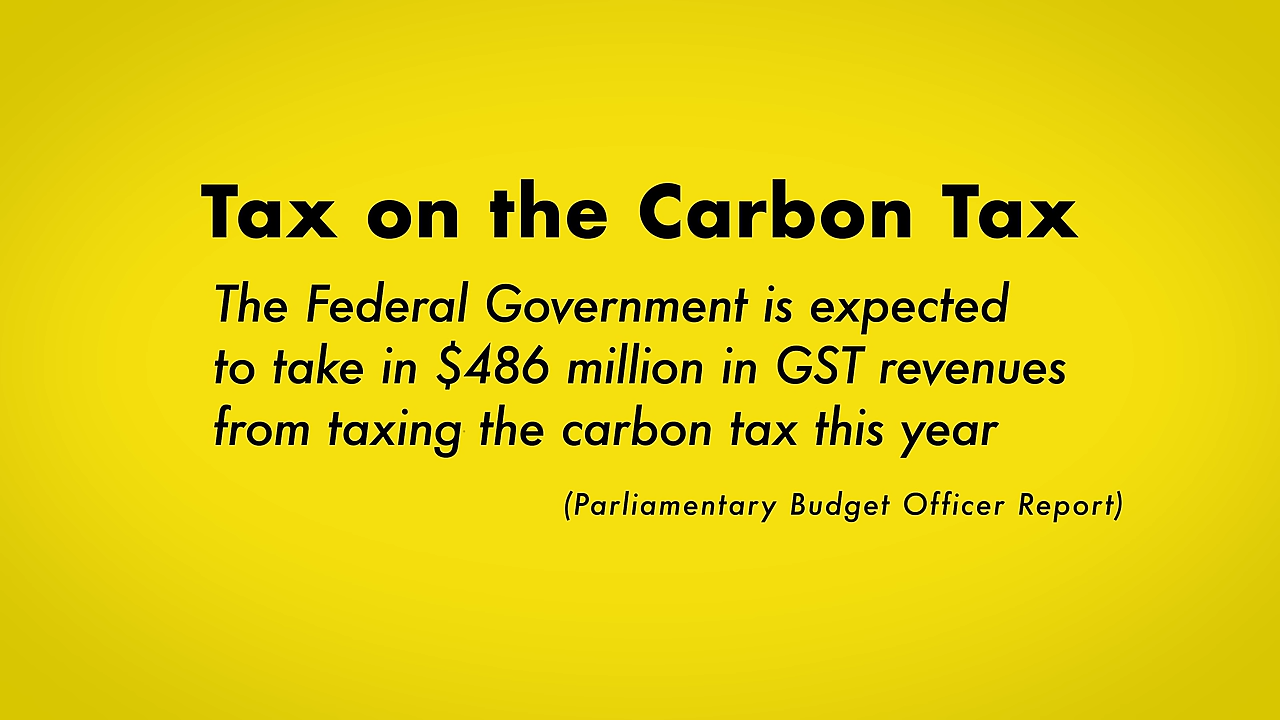 Tax on the Carbon Tax
The Federal Government is expected
to take in $486 million in GST revenues
from taxing the carbon tax this year
(Parliamentary Budget Officer Report)